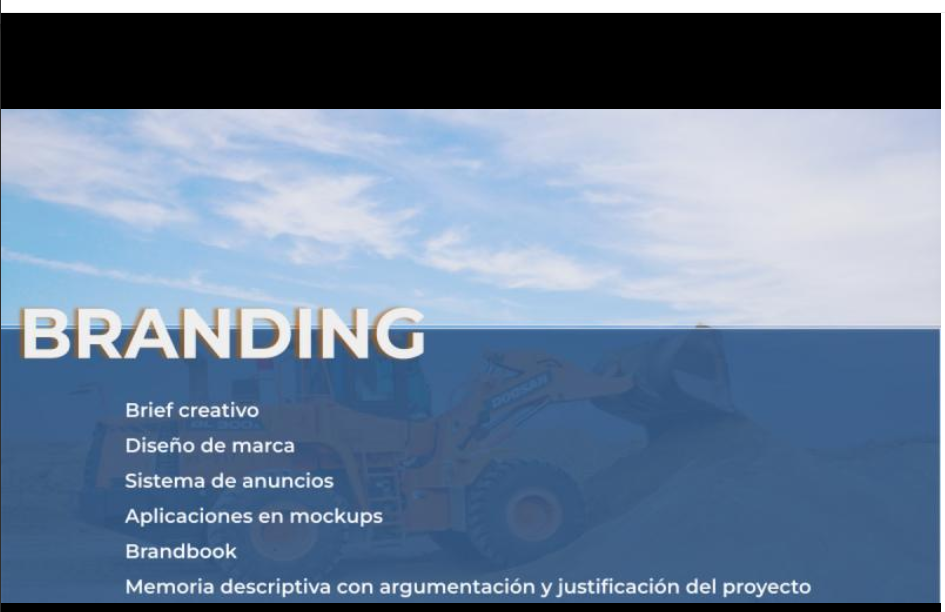 BRANDING
DOOSAN
Brief creativo
Diseño de marca
Sistema de anuncios
Aplicaciones en mockups
Brandbook
Memoria descriptiva con argumentación y justificación del proyecto